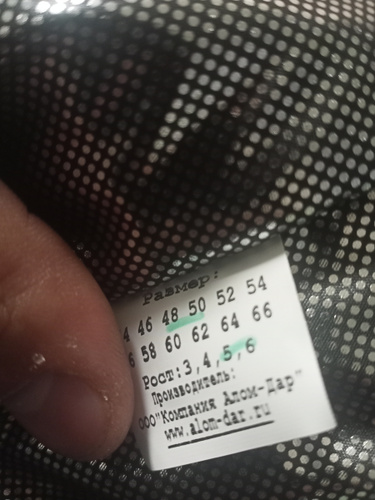 Размер:
4 46 48 50 52 54
6 58 60 62 64 66
Рост:3,4,5,6
Производитель:
ООО"Компания Алом-Дар"
www.alom-dar.ru